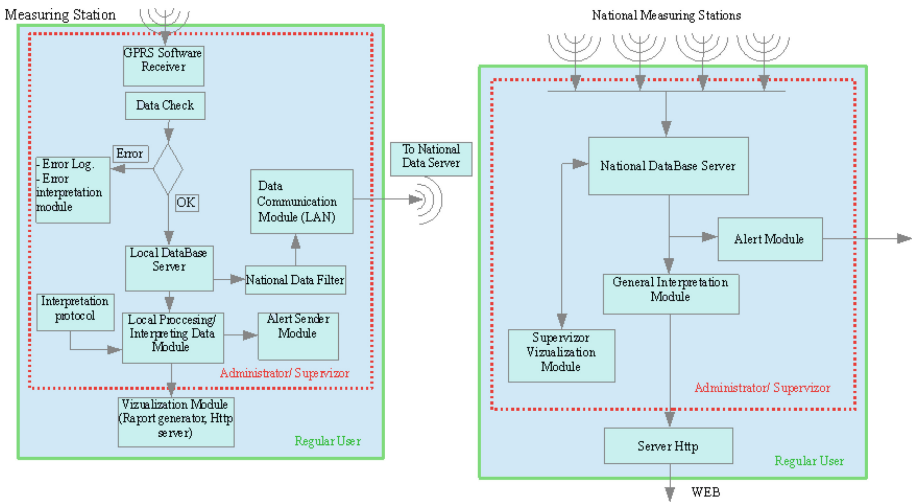 Measuring Station
GPRS Software
Receiver
Data Check
Error
- Error Log.
- Error
interpretation
module
OK
Data
Communication
Module (LAN)
To National
Data Server
Local DataBase
Server
National Data Filter
Interpretation
protocol
Local Procesing/
Interpreting Data
Module
Alert Sender
Module
Administrator/ Supervizor
Vizualization Module
(Raport generator, Http
server)
Regular User
National Measuring Stations
National DataBase Server
Alert Module
General Interpretation
Module
Supervizor
Vizualization
Module
Administrator/ Supervizor
Server Http
Regular User
WEB